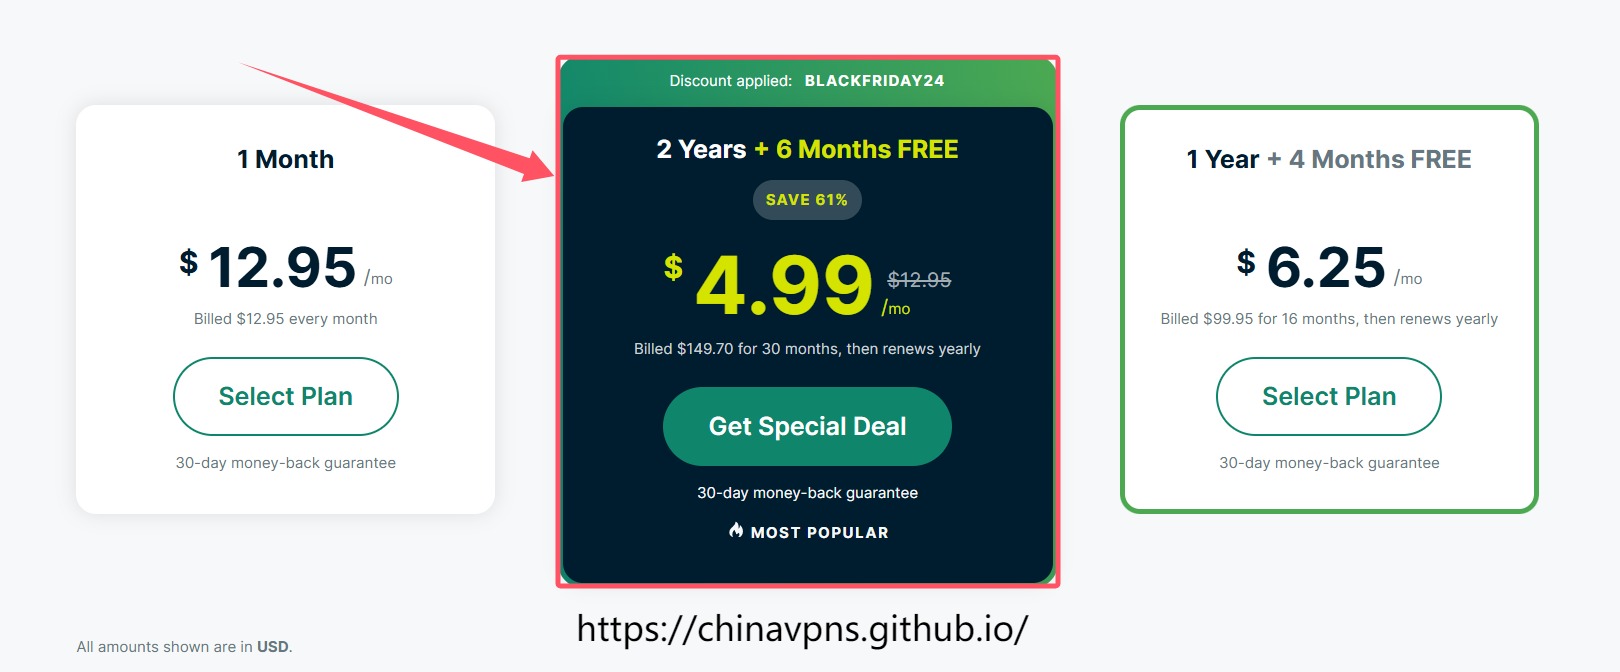 1 Month
$ 12.95 /mo
Billed $12.95 every month
Select Plan
30-day money-back guarantee
Discount applied: BLACKFRIDAY24
2 Years + 6 Months FREE
SAVE 61%
$ 4.99 $12.95 /mo
Billed $149.70 for 30 months, then renews yearly
Get Special Deal
30-day money-back guarantee
MOST POPULAR
1 Year + 4 Months FREE
$ 6.25 /mo
Billed $99.95 for 16 months, then renews yearly
Select Plan
30-day money-back guarantee
https://chinavpns.github.io/
All amounts shown are in USD.